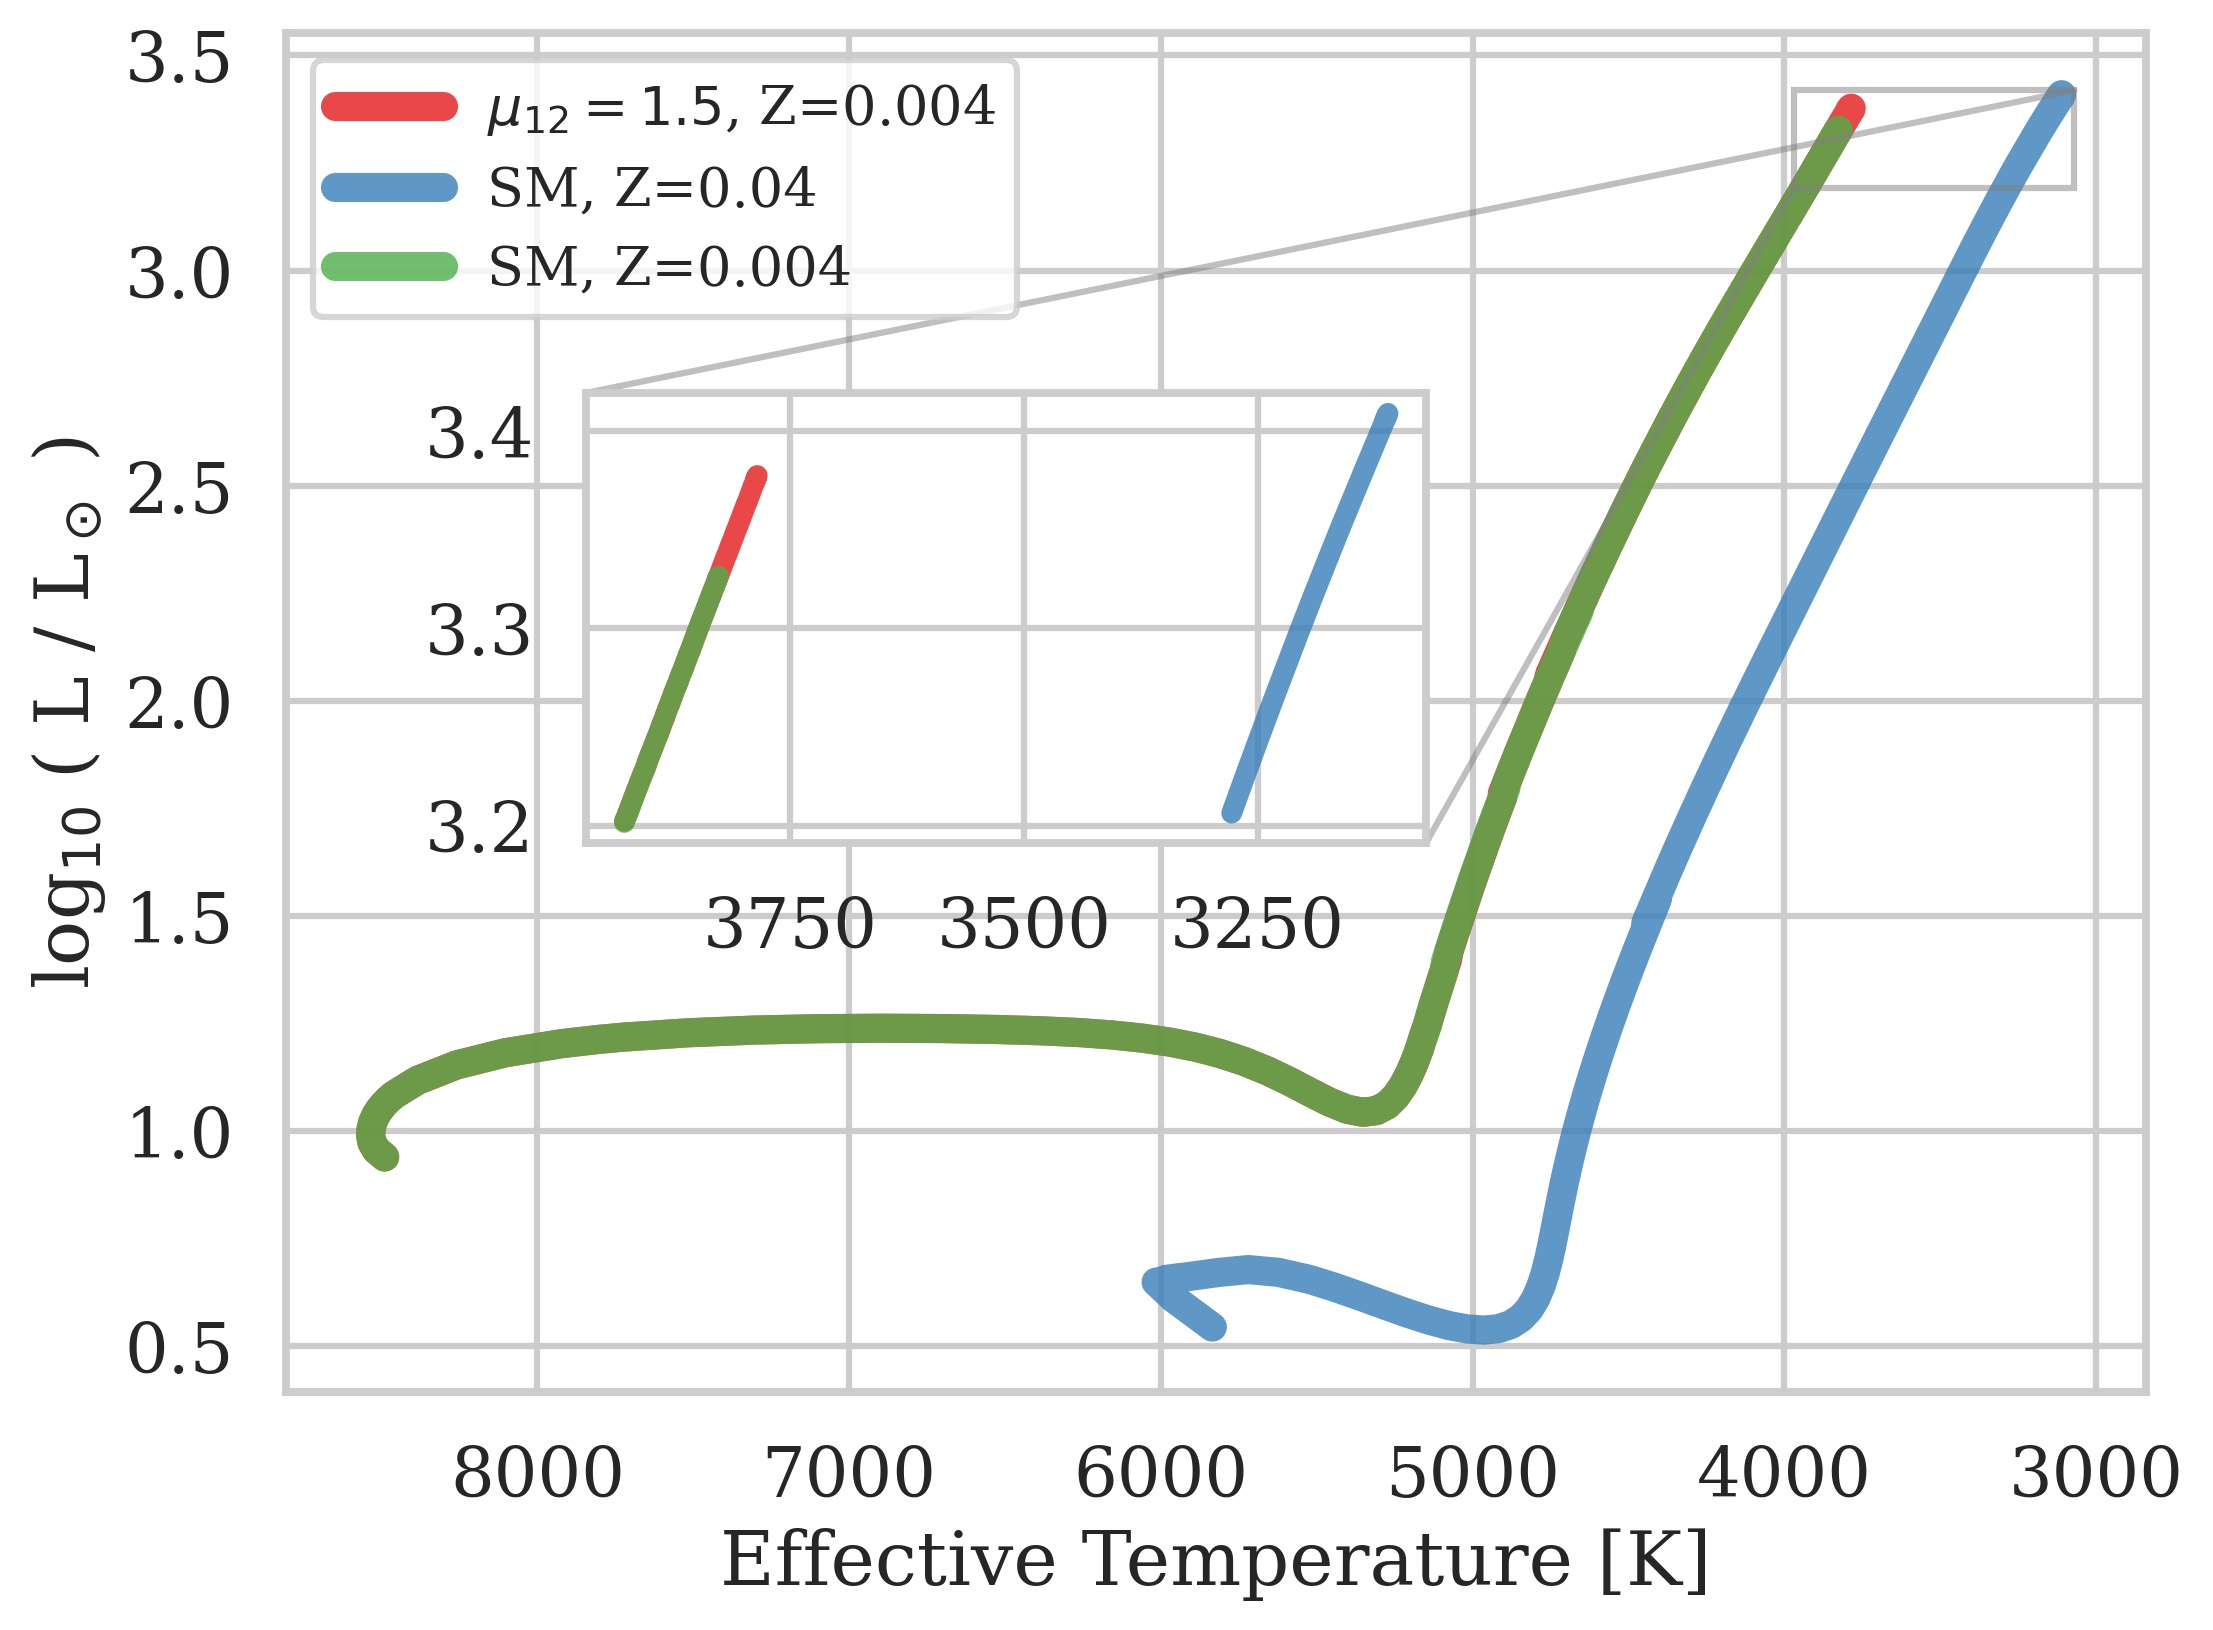 3.5
3.0
2.5
2.0
1.5
1.0
0.5
log₁₀ ( L / L⊙ )
μ₁₂ = 1.5, Z=0.004
SM, Z=0.04
SM, Z=0.004
3.4
3.3
3.2
3750 3500 3250
8000 7000 6000 5000 4000 3000
Effective Temperature [K]